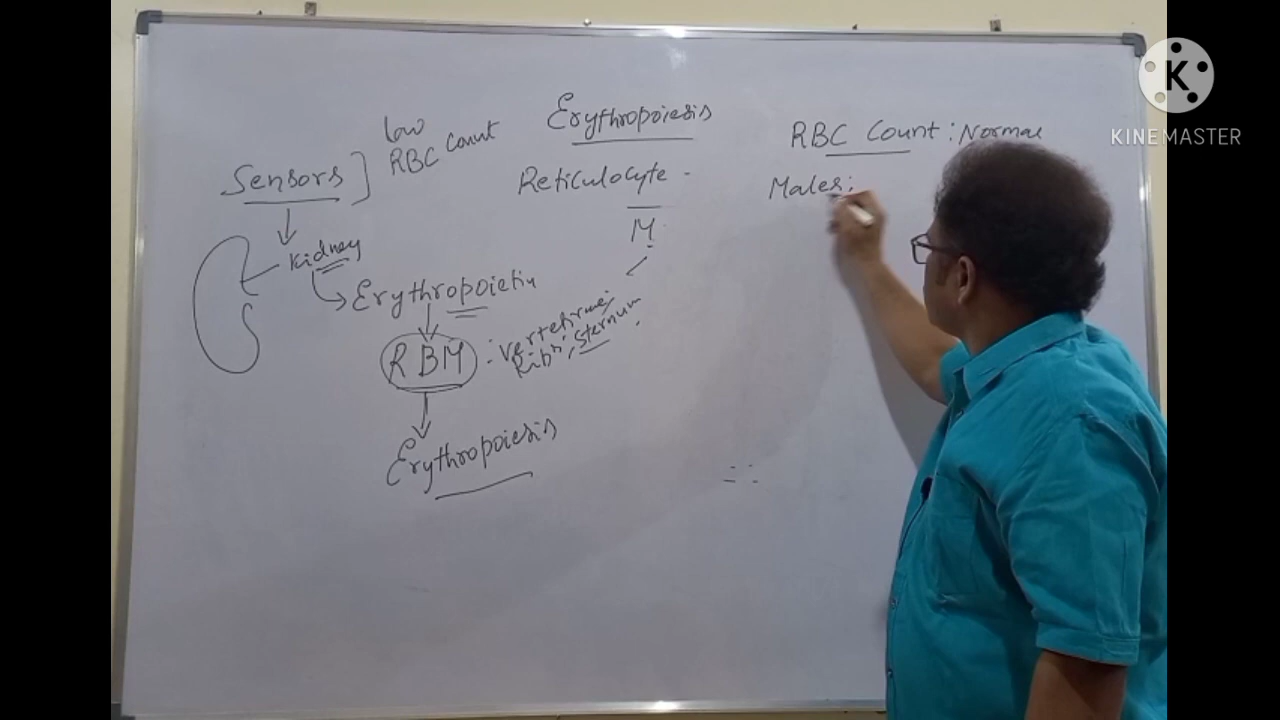 Erythropoiesis
low
RBC Count
Sensors
Kidney
Erythropoietin
RBM - Vertebrae,
Ribs, Sternum
Erythropoiesis
Reticulocyte -
M
RBC Count : Normal
Males:
K
KINEMASTER